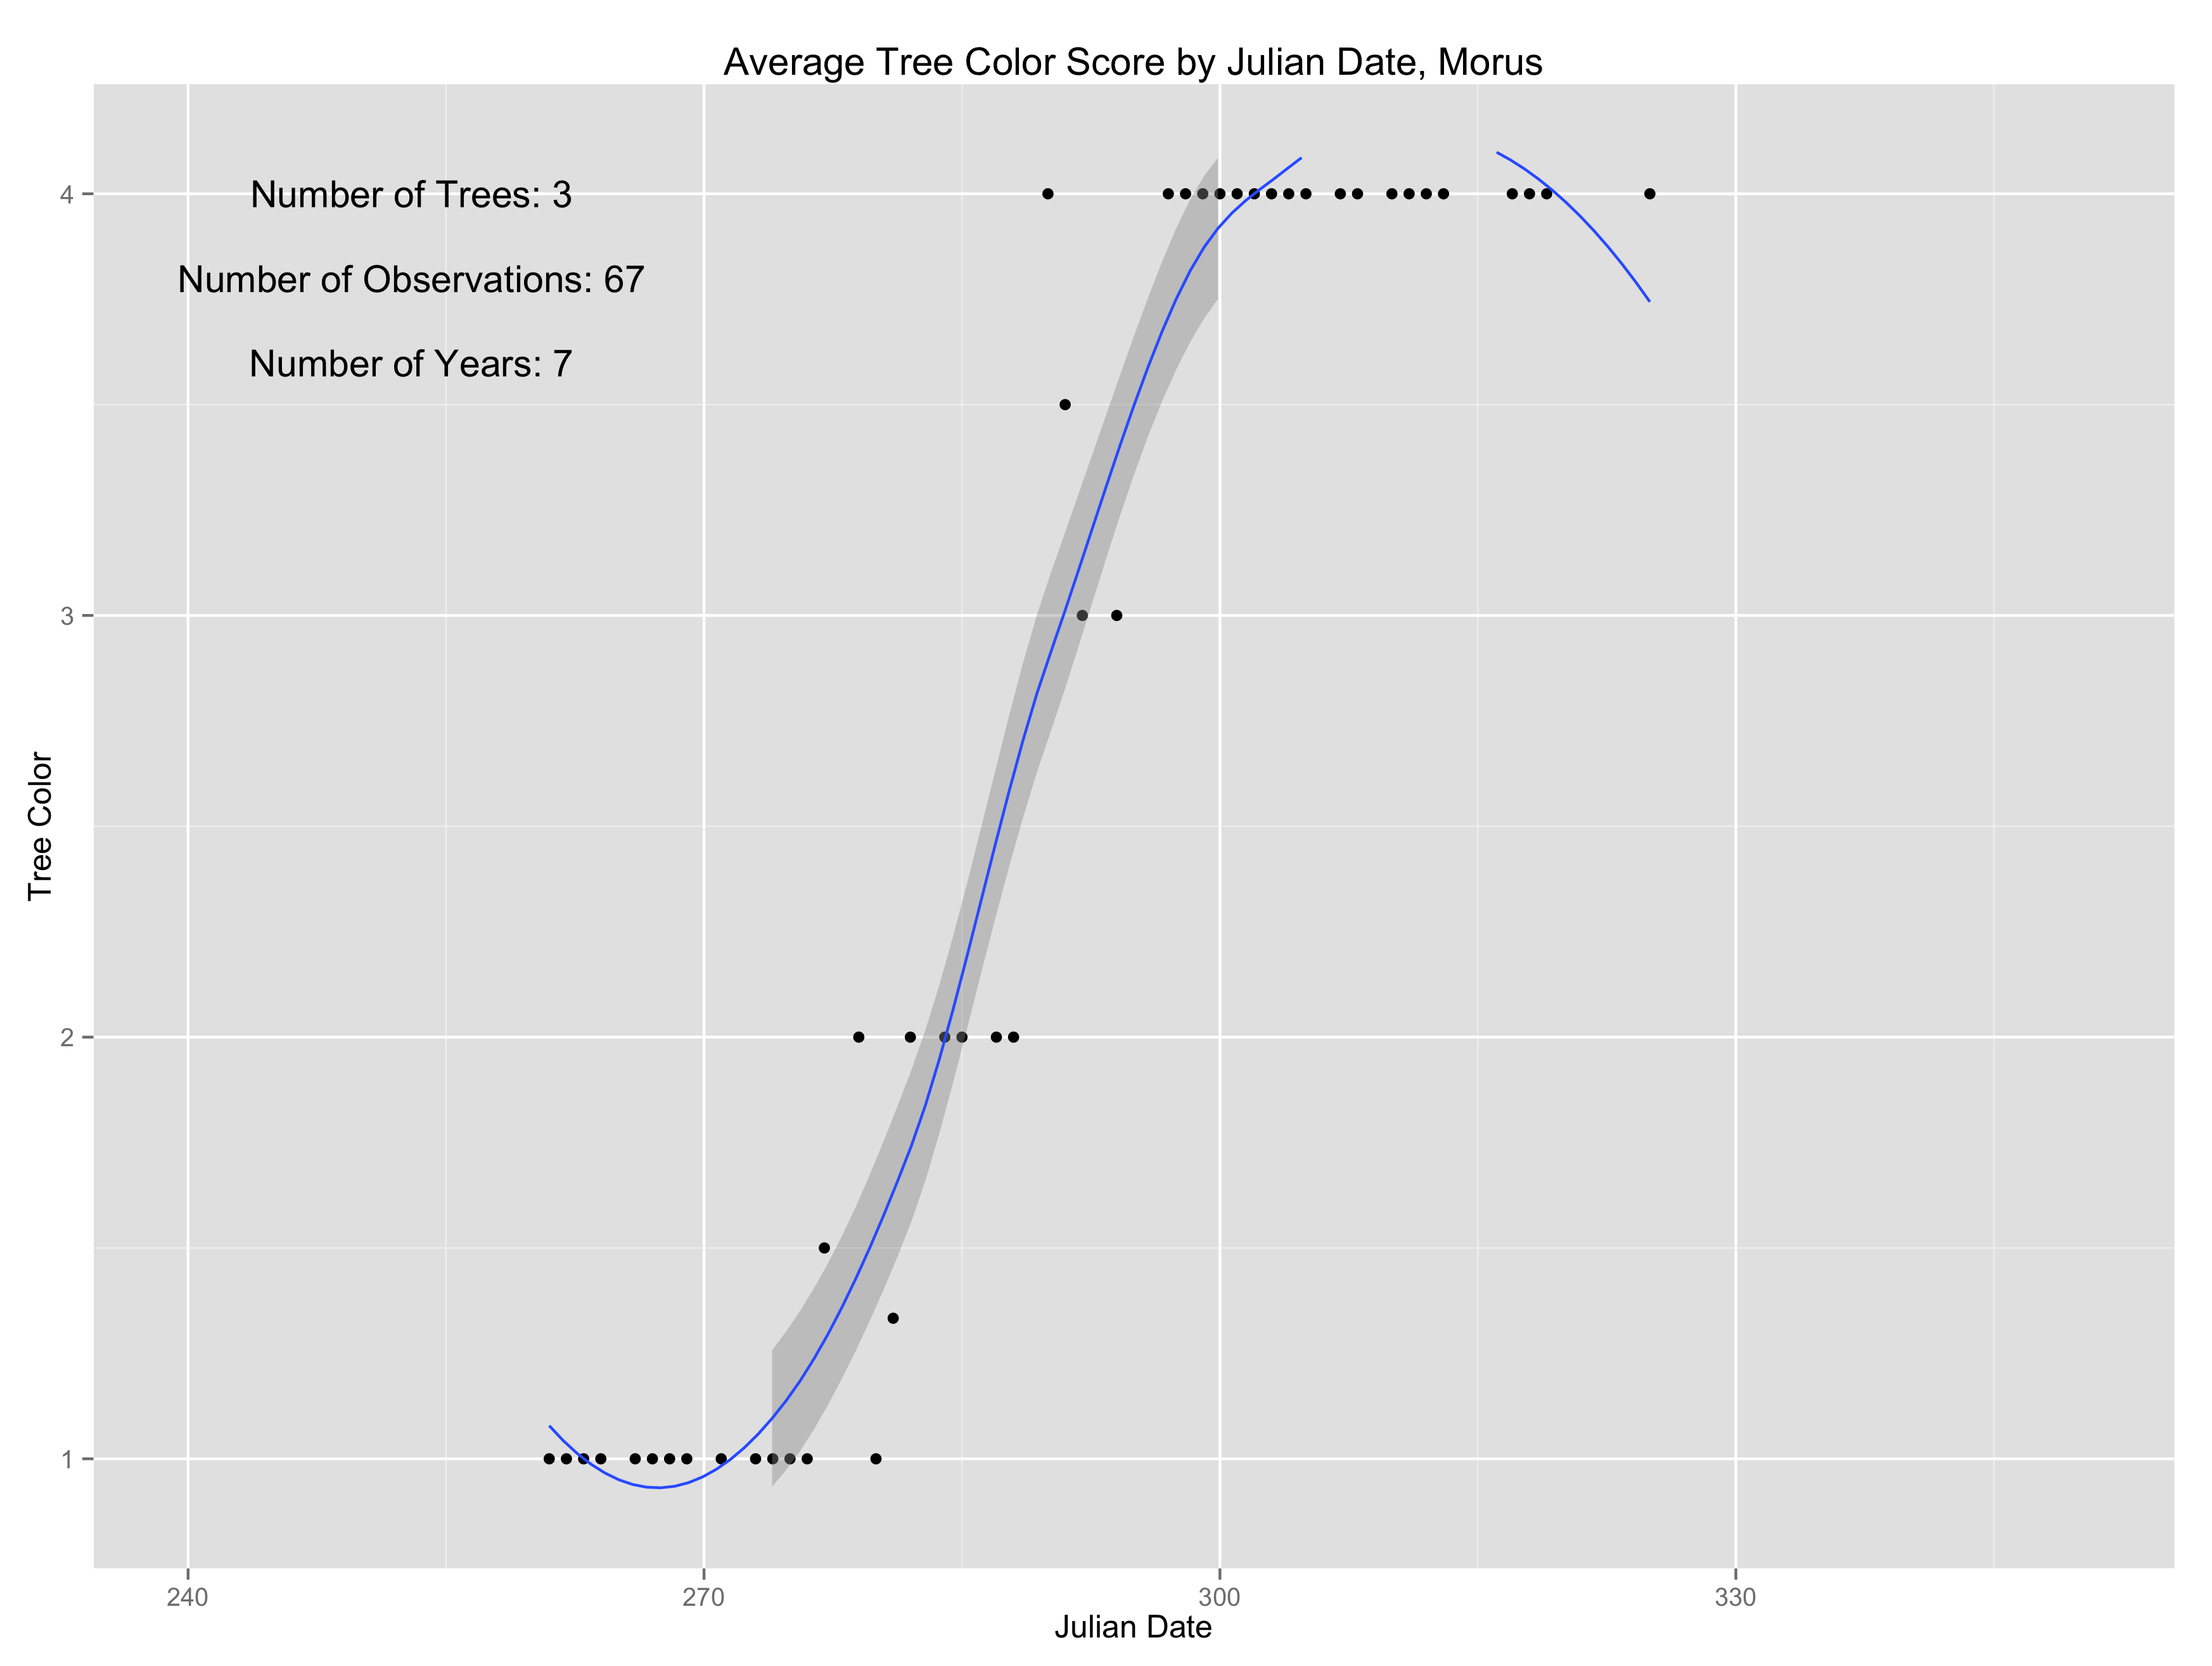 Average Tree Color Score by Julian Date, Morus
Number of Trees: 3
Number of Observations: 67
Number of Years: 7
Tree Color
4
3
2
1
240
270
300
330
Julian Date